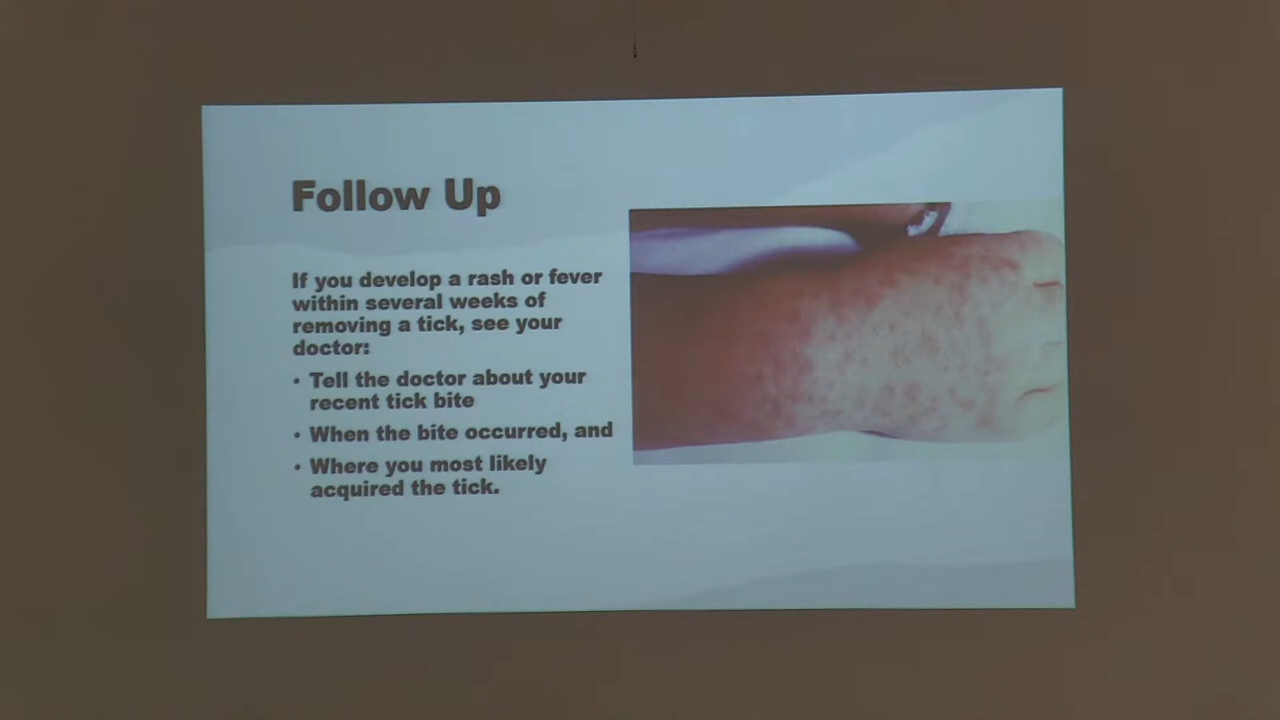 Follow Up
If you develop a rash or fever
within several weeks of
removing a tick, see your
doctor:
• Tell the doctor about your
recent tick bite
• When the bite occurred, and
• Where you most likely
acquired the tick.